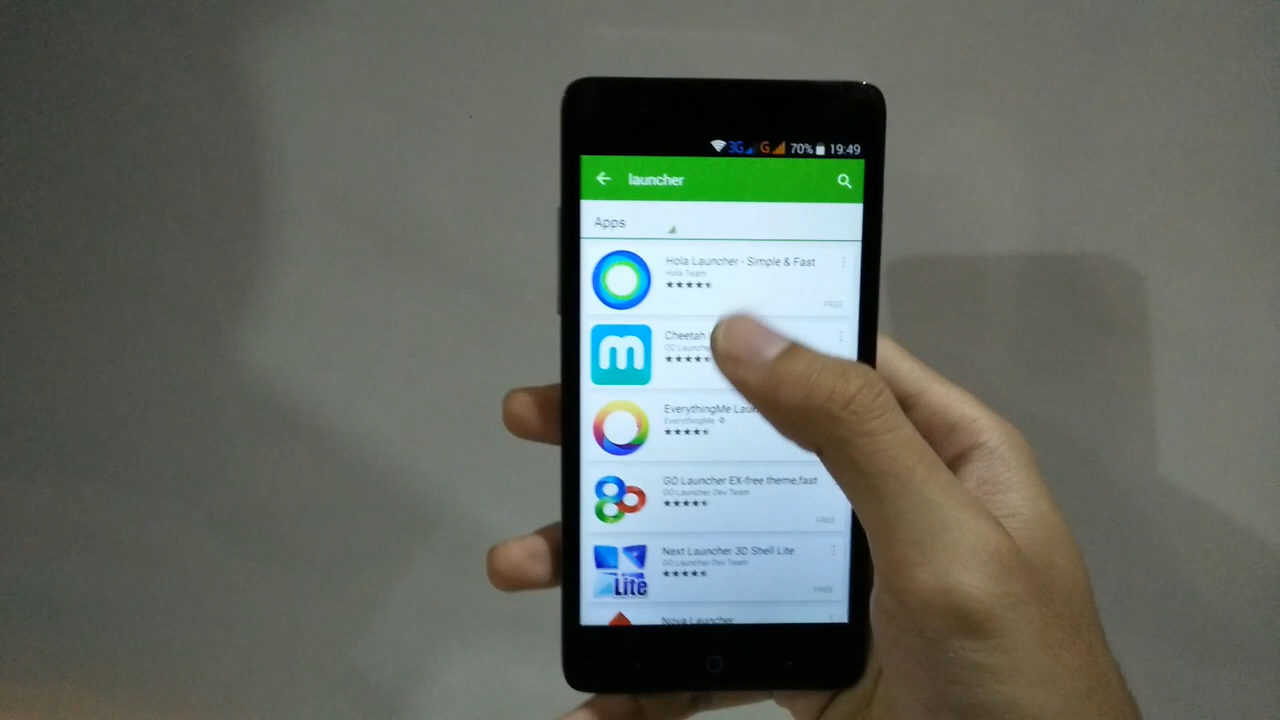 3G G 70% 19:49
launcher
Apps
Hola Launcher - Simple & Fast
Hola Team
FREE
Cheetah
EverythingMe
EverythingMe
GO Launcher EX-free theme,fast
GO Launcher Dev Team
FREE
Next Launcher 3D Shell Lite
GO Launcher Dev Team
Lite
FREE
Nova Launcher